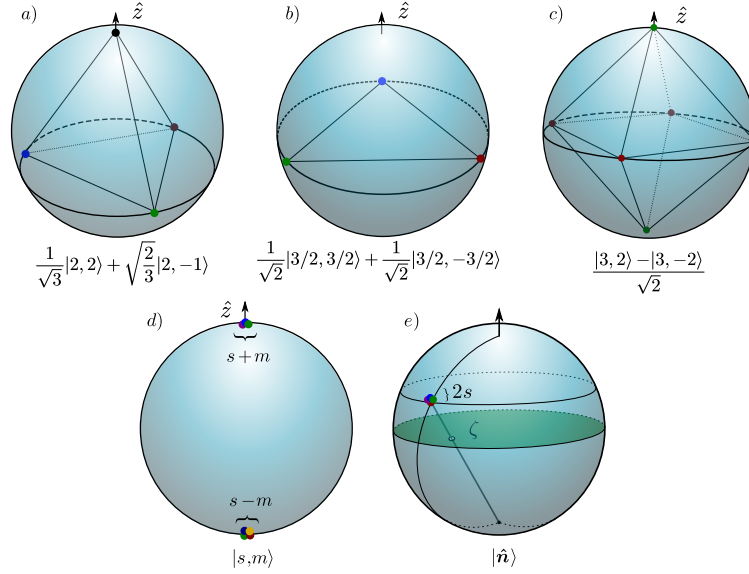 a) ẑ
b) ẑ
c) ẑ
1/√3|2, 2⟩ + √(2/3)|2, −1⟩
1/√2|3/2, 3/2⟩ + 1/√2|3/2, −3/2⟩
|3, 2⟩ −|3, −2⟩/√2
d) ẑ
s+m
s−m
|s,m⟩
e)
2s
ζ
|n̂⟩